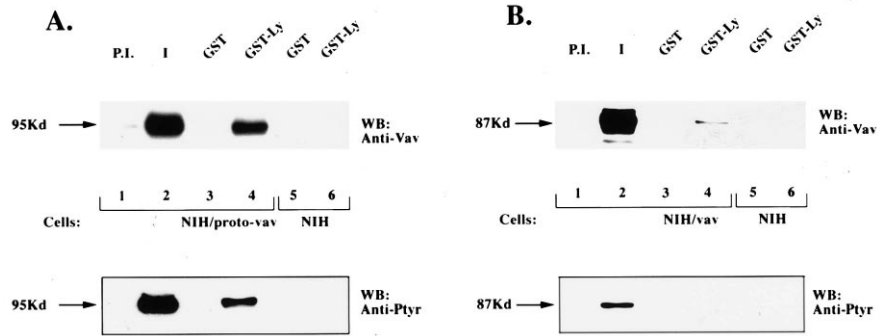 A.
P.I. I GST GST-Ly GST GST-Ly
95Kd
WB:
Anti-Vav
1 2 3 4 5 6
Cells: NIH/proto-vav NIH
95Kd
WB:
Anti-Ptyr
B.
P.I. I GST GST-Ly GST GST-Ly
87Kd
WB:
Anti-Vav
1 2 3 4 5 6
Cells: NIH/vav NIH
87Kd
WB:
Anti-Ptyr